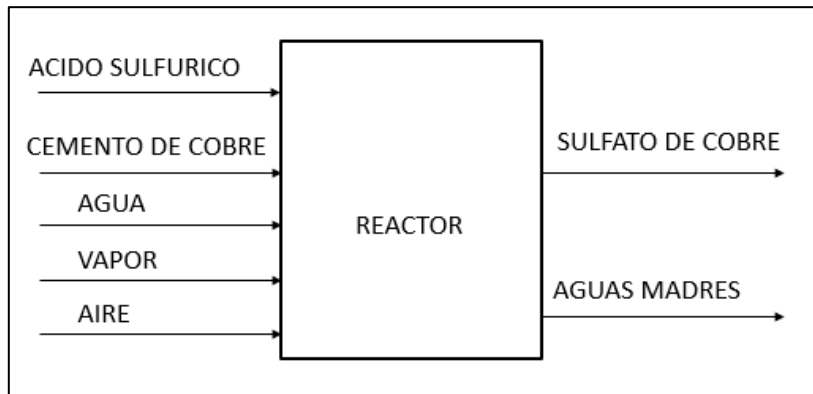 ACIDO SULFURICO
CEMENTO DE COBRE
AGUA
VAPOR
AIRE
REACTOR
SULFATO DE COBRE
AGUAS MADRES